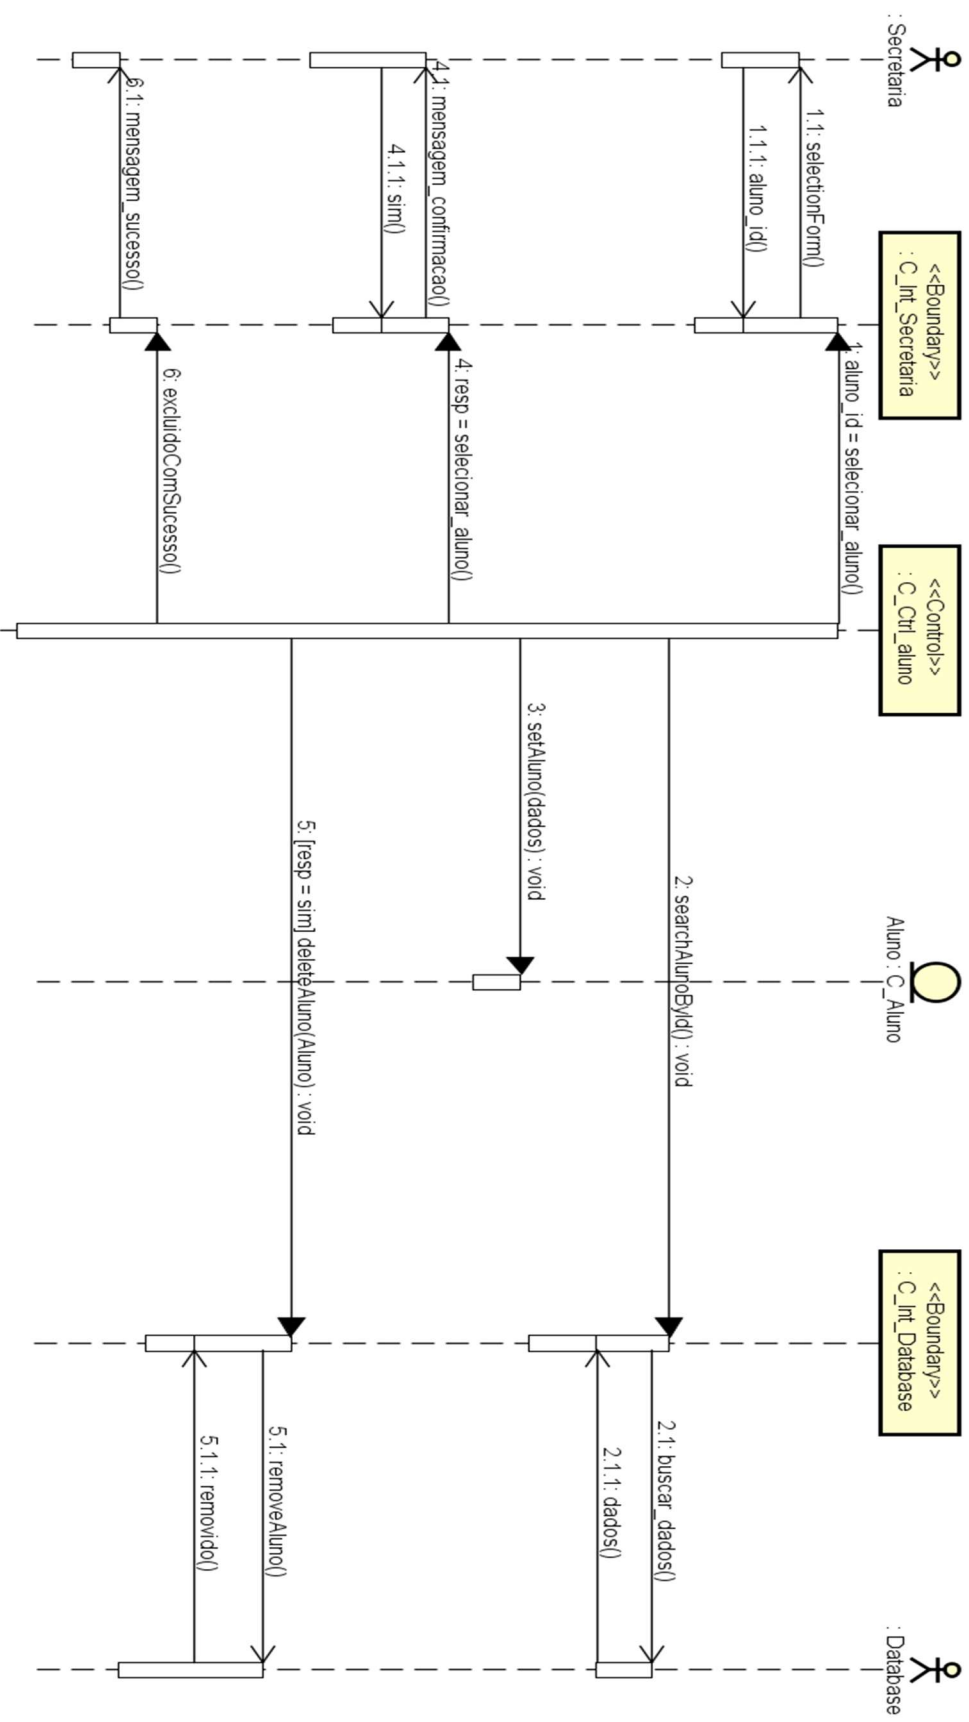 : Secretaria
<<Boundary>>
: C_Int_Secretaria
<<Control>>
: C_Ctrl_aluno
Aluno : C_Aluno
<<Boundary>>
: C_Int_Database
: Database
1: aluno_id = selecionar_aluno()
1.1: selectionForm()
1.1.1: aluno_id()
2: searchAlunoById() : void
2.1: buscar_dados()
2.1.1: dados()
3: setAluno(dados) : void
4: resp = selecionar_aluno()
4.1: mensagem_confirmacao()
4.1.1: sim()
5: [resp = sim] deleteAluno(Aluno) : void
5.1: removeAluno()
5.1.1: removido()
6: excluidoComSucesso()
6.1: mensagem_sucesso()